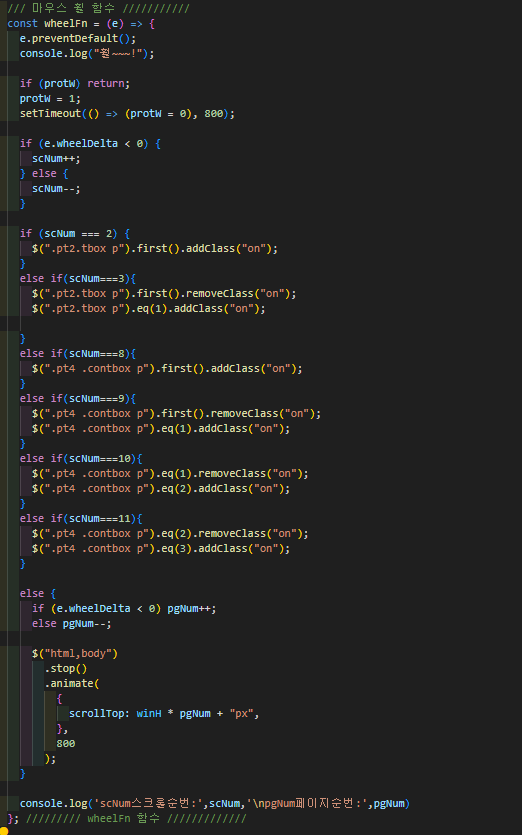 /// 마우스 휠 함수 ///////////
const wheelFn = (e) => {
e.preventDefault();
console.log("휠~~~!");
if (protW) return;
protW = 1;
setTimeout(() => (protW = 0), 800);
if (e.wheelDelta < 0) {
scNum++;
} else {
scNum--;
}
if (scNum === 2) {
$(".pt2.tbox p").first().addClass("on");
}
else if(scNum===3){
$(".pt2.tbox p").first().removeClass("on");
$(".pt2.tbox p").eq(1).addClass("on");
}
else if(scNum===8){
$(".pt4 .contbox p").first().addClass("on");
}
else if(scNum===9){
$(".pt4 .contbox p").first().removeClass("on");
$(".pt4 .contbox p").eq(1).addClass("on");
}
else if(scNum===10){
$(".pt4 .contbox p").eq(1).removeClass("on");
$(".pt4 .contbox p").eq(2).addClass("on");
}
else if(scNum===11){
$(".pt4 .contbox p").eq(2).removeClass("on");
$(".pt4 .contbox p").eq(3).addClass("on");
}
else {
if (e.wheelDelta < 0) pgNum++;
else pgNum--;
$("html,body")
.stop()
.animate(
{
scrollTop: winH * pgNum + "px",
},
800
);
}
console.log('scNum스크롤순번:',scNum,'\npgNum페이지순번:',pgNum)
}; ///////// wheelFn 함수 /////////////